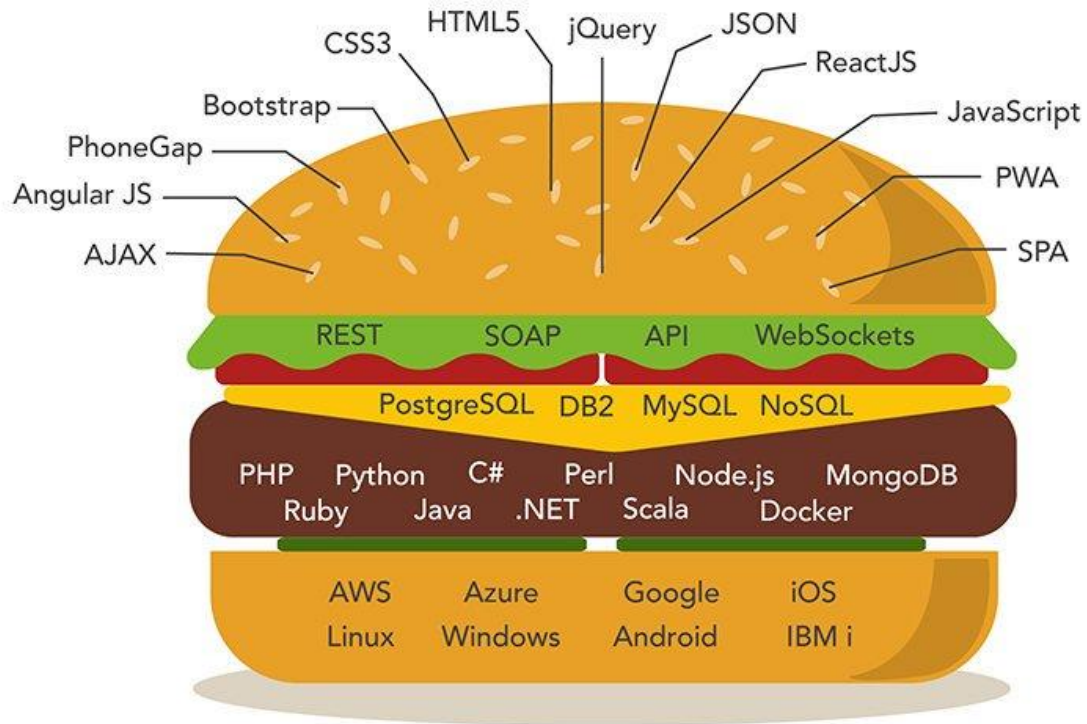 HTML5
jQuery
JSON
CSS3
ReactJS
Bootstrap
JavaScript
PhoneGap
PWA
Angular JS
AJAX
SPA
REST SOAP API WebSockets
PostgreSQL DB2 MySQL NoSQL
PHP Python C# Perl Node.js MongoDB
Ruby Java .NET Scala Docker
AWS Azure Google iOS
Linux Windows Android IBM i